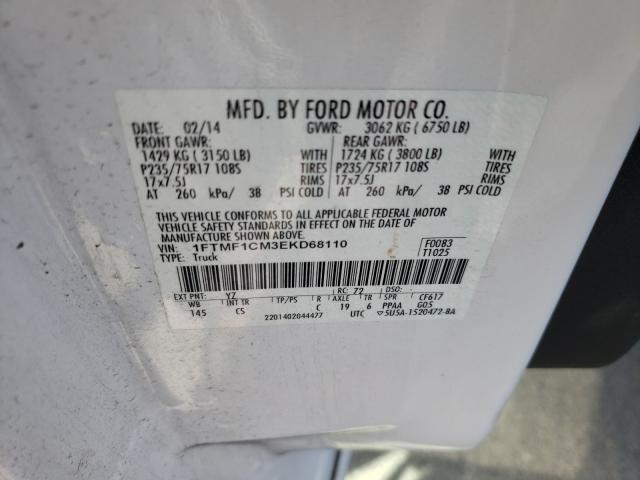 MFD. BY FORD MOTOR CO.
DATE: 02/14 GVWR: 3062 KG ( 6750 LB)
FRONT GAWR: REAR GAWR:
1429 KG ( 3150 LB) WITH 1724 KG ( 3800 LB) WITH
P235/75R17 108S TIRES P235/75R17 108S TIRES
17x7.5J RIMS 17x7.5J RIMS
AT 260 kPa/ 38 PSI COLD AT 260 kPa/ 38 PSI COLD
THIS VEHICLE CONFORMS TO ALL APPLICABLE FEDERAL MOTOR
VEHICLE SAFETY STANDARDS IN EFFECT ON THE DATE OF
MANUFACTURE SHOWN ABOVE.
VIN: 1FTMF1CM3EKD68110 F0083
TYPE: Truck T1025
EXT PNT: YZ RC: 72 DSO:
WB INT TR TP/PS R AXLE TR SPR CF617
145 CS C 19 6 PPAA G05
2201402044477 UTC ▽5U5A-1520472-BA